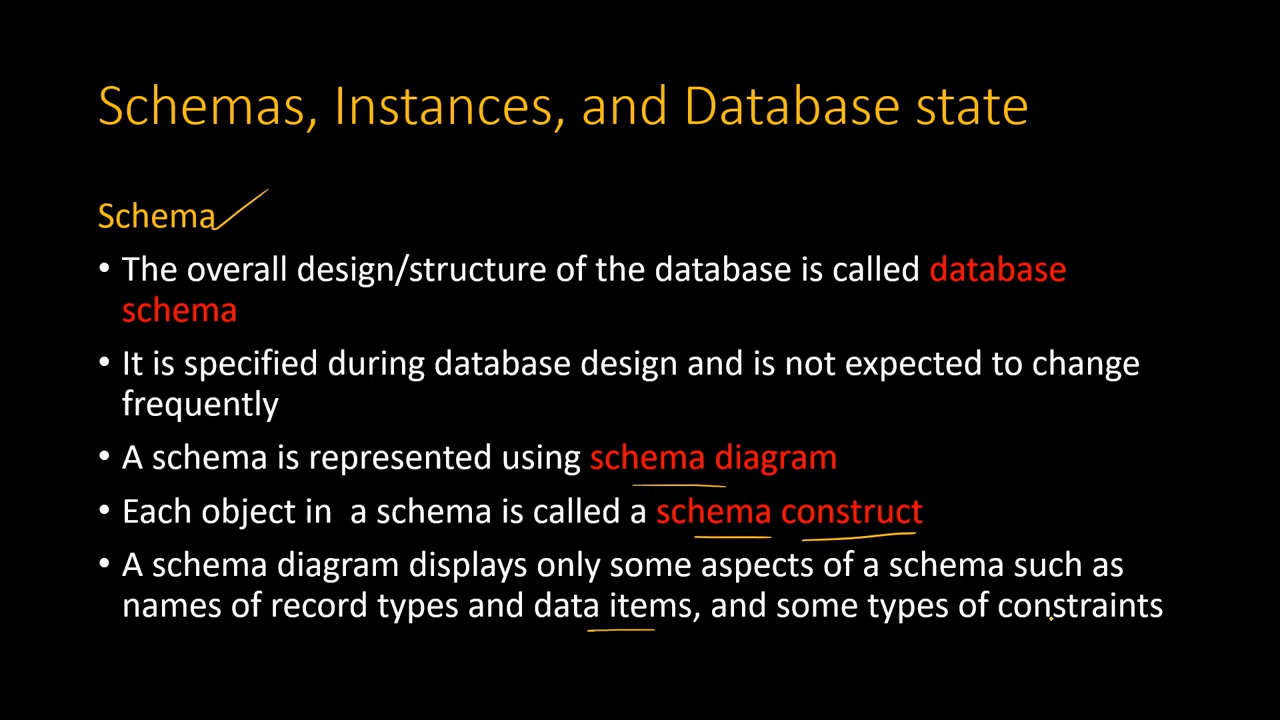 Schemas, Instances, and Database state
Schema
• The overall design/structure of the database is called database
schema
• It is specified during database design and is not expected to change
frequently
• A schema is represented using schema diagram
• Each object in  a schema is called a schema construct
• A schema diagram displays only some aspects of a schema such as
names of record types and data items, and some types of constraints